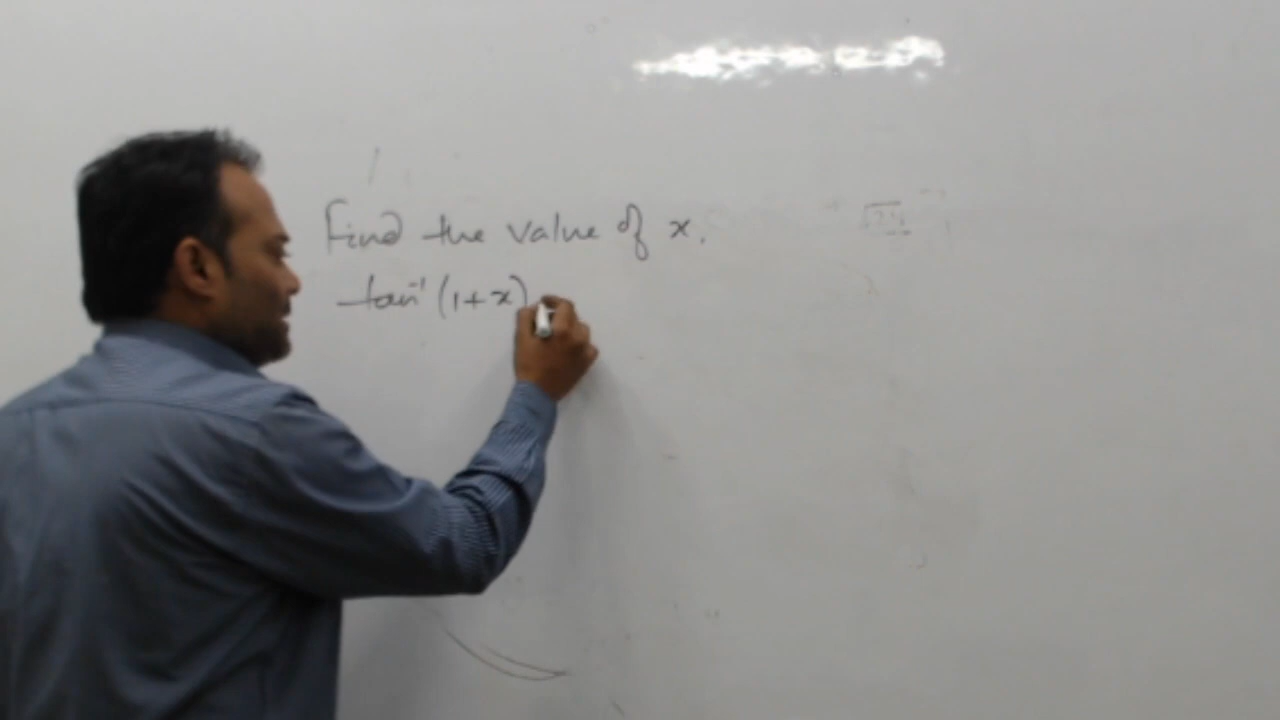 Find the value of x.
tan⁻¹ (1+x)